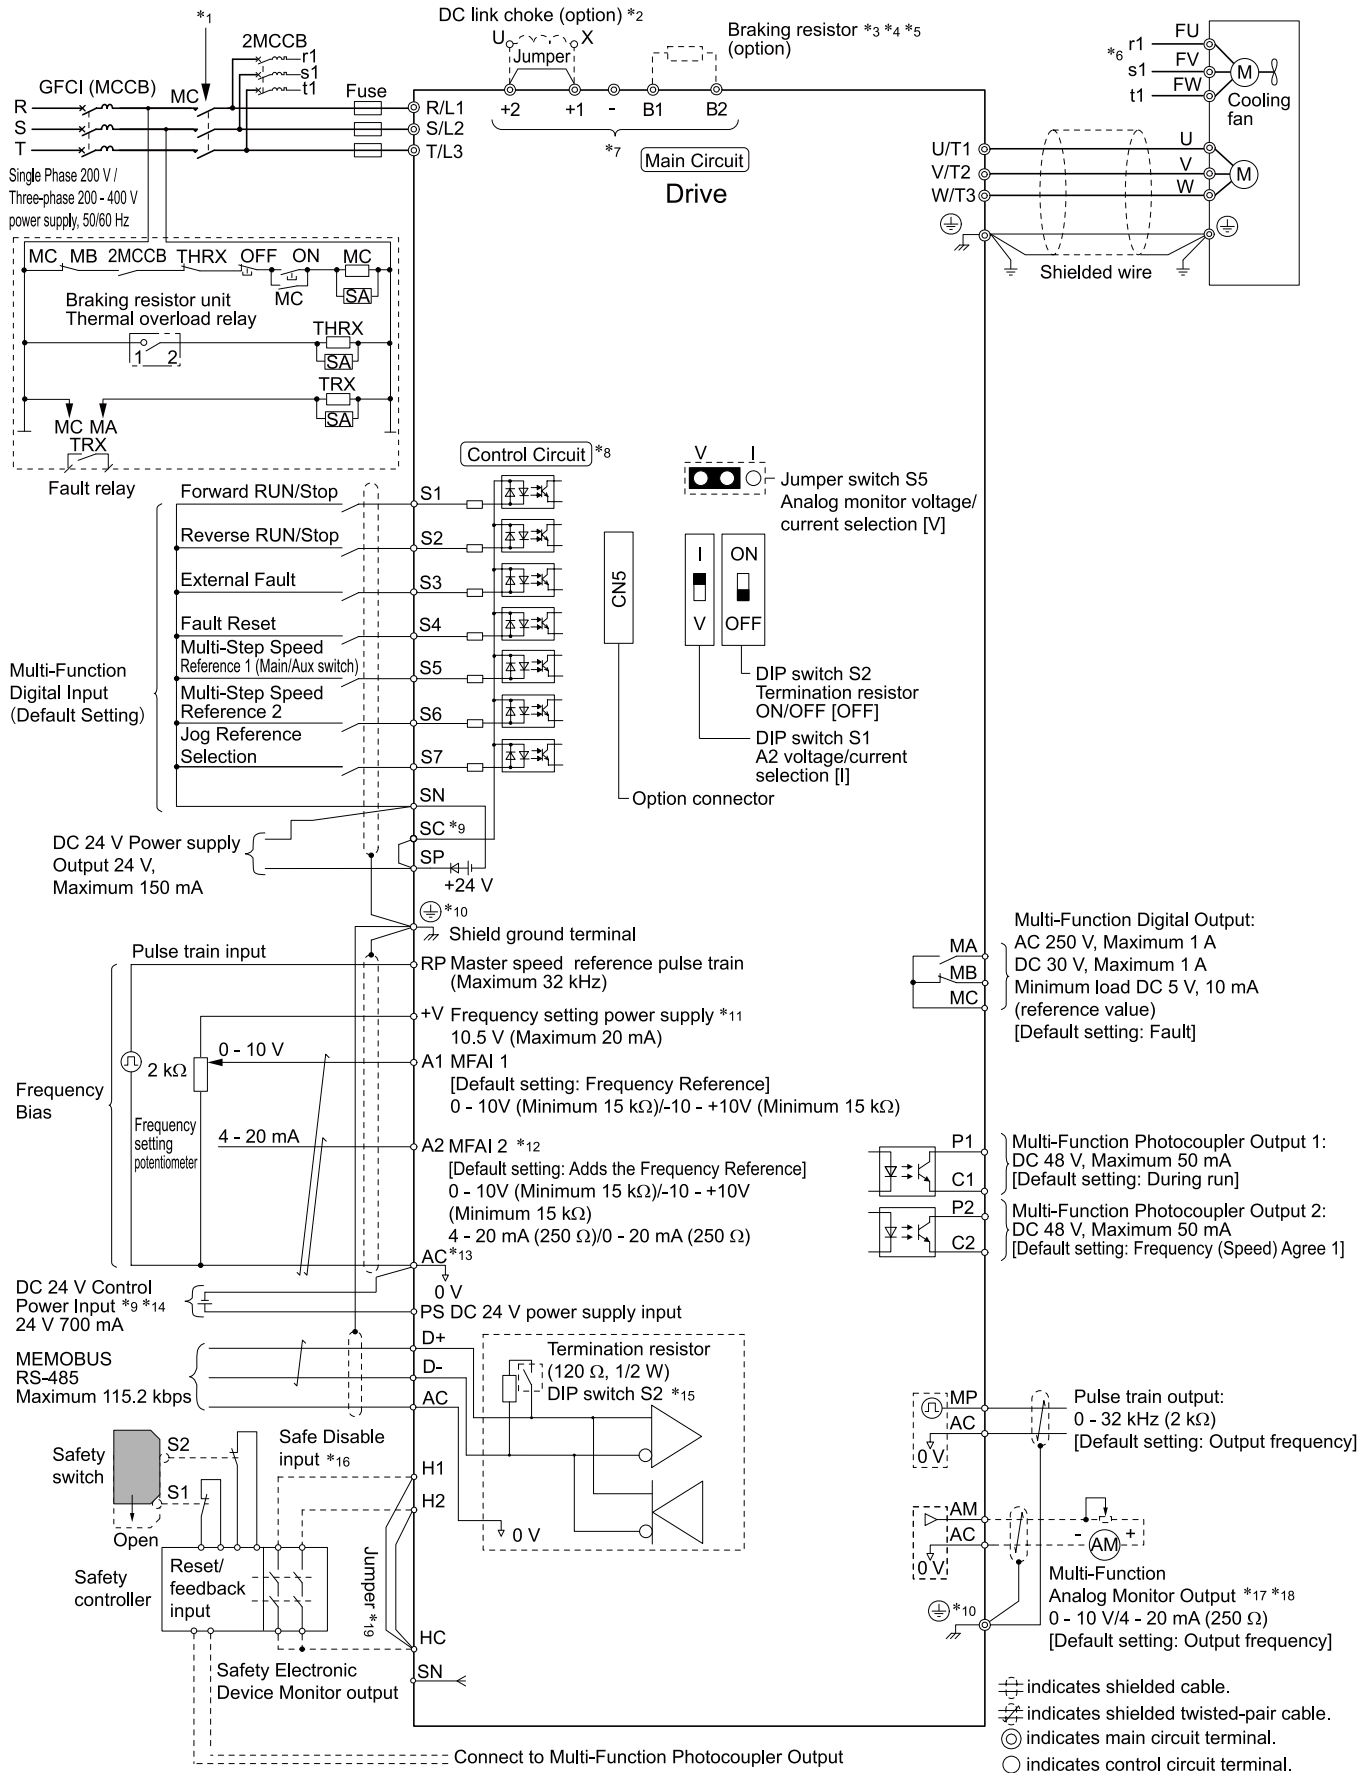 *1
DC link choke (option) *2
U X
Jumper
Braking resistor *3 *4 *5
(option)
2MCCB
r1
s1
t1
GFCI (MCCB)
MC
Fuse
R
S
T
R/L1
S/L2
T/L3
+2 +1 - B1 B2
*7
Main Circuit
Drive
*6
r1 FU
s1 FV
t1 FW
M
Cooling
fan
U/T1 U
V/T2 V
W/T3 W
M
Shielded wire
Single Phase 200 V /
Three-phase 200 - 400 V
power supply, 50/60 Hz
MC MB 2MCCB THRX OFF ON MC
MC
SA
Braking resistor unit
Thermal overload relay
1 2
THRX
SA
TRX
SA
MC MA
TRX
Fault relay
Control Circuit *8
Multi-Function
Digital Input
(Default Setting)
Forward RUN/Stop S1
Reverse RUN/Stop S2
External Fault S3
Fault Reset S4
Multi-Step Speed
Reference 1 (Main/Aux switch) S5
Multi-Step Speed
Reference 2 S6
Jog Reference
Selection S7
SN
SC *9
SP
+24 V
DC 24 V Power supply
Output 24 V,
Maximum 150 mA
V I
Jumper switch S5
Analog monitor voltage/
current selection [V]
CN5
I
V
ON
OFF
DIP switch S2
Termination resistor
ON/OFF [OFF]
DIP switch S1
A2 voltage/current
selection [I]
Option connector
*10
Shield ground terminal
Pulse train input
RP Master speed reference pulse train
(Maximum 32 kHz)
+V Frequency setting power supply *11
10.5 V (Maximum 20 mA)
0 - 10 V
2 kΩ
A1 MFAI 1
[Default setting: Frequency Reference]
0 - 10V (Minimum 15 kΩ)/-10 - +10V (Minimum 15 kΩ)
Frequency
Bias
Frequency
setting
potentiometer
4 - 20 mA
A2 MFAI 2 *12
[Default setting: Adds the Frequency Reference]
0 - 10V (Minimum 15 kΩ)/-10 - +10V
(Minimum 15 kΩ)
4 - 20 mA (250 Ω)/0 - 20 mA (250 Ω)
AC *13
0 V
DC 24 V Control
Power Input *9 *14
24 V 700 mA
PS DC 24 V power supply input
MEMOBUS
RS-485
Maximum 115.2 kbps
D+
D-
AC
Termination resistor
(120 Ω, 1/2 W)
DIP switch S2 *15
0 V
MA
MB
MC
Multi-Function Digital Output:
AC 250 V, Maximum 1 A
DC 30 V, Maximum 1 A
Minimum load DC 5 V, 10 mA
(reference value)
[Default setting: Fault]
P1
C1
Multi-Function Photocoupler Output 1:
DC 48 V, Maximum 50 mA
[Default setting: During run]
P2
C2
Multi-Function Photocoupler Output 2:
DC 48 V, Maximum 50 mA
[Default setting: Frequency (Speed) Agree 1]
MP
AC
0 V
Pulse train output:
0 - 32 kHz (2 kΩ)
[Default setting: Output frequency]
AM
AC
0 V
- +
AM
Multi-Function
Analog Monitor Output *17 *18
0 - 10 V/4 - 20 mA (250 Ω)
[Default setting: Output frequency]
*10
Safety
switch
S2
S1
Open
Safe Disable
input *16
H1
H2
Jumper *19
HC
SN
Safety
controller
Reset/
feedback
input
Safety Electronic
Device Monitor output
Connect to Multi-Function Photocoupler Output
indicates shielded cable.
indicates shielded twisted-pair cable.
indicates main circuit terminal.
indicates control circuit terminal.